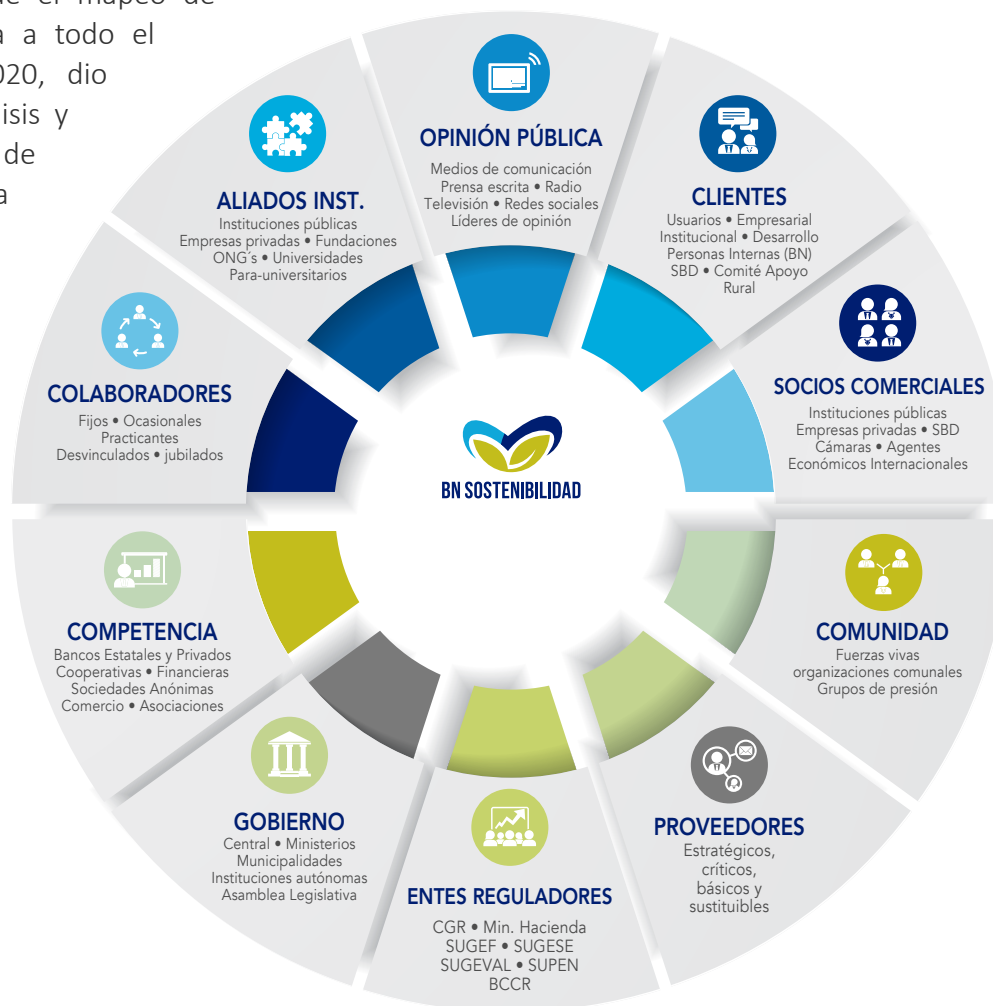 de el mapeo de
a a todo el
020, dio
isis y
de
a
OPINIÓN PÚBLICA
Medios de comunicación
Prensa escrita • Radio
Televisión • Redes sociales
Líderes de opinión
CLIENTES
Usuarios • Empresarial
Institucional • Desarrollo
Personas Internas (BN)
SBD • Comité Apoyo
Rural
SOCIOS COMERCIALES
Instituciones públicas
Empresas privadas • SBD
Cámaras • Agentes
Económicos Internacionales
COMUNIDAD
Fuerzas vivas
organizaciones comunales
Grupos de presión
PROVEEDORES
Estratégicos,
críticos,
básicos y
sustituibles
ENTES REGULADORES
CGR • Min. Hacienda
SUGEF • SUGESE
SUGEVAL • SUPEN
BCCR
GOBIERNO
Central • Ministerios
Municipalidades
Instituciones autónomas
Asamblea Legislativa
COMPETENCIA
Bancos Estatales y Privados
Cooperativas • Financieras
Sociedades Anónimas
Comercio • Asociaciones
COLABORADORES
Fijos • Ocasionales
Practicantes
Desvinculados • jubilados
ALIADOS INST.
Instituciones públicas
Empresas privadas • Fundaciones
ONG´s • Universidades
Para-universitarios
BN SOSTENIBILIDAD